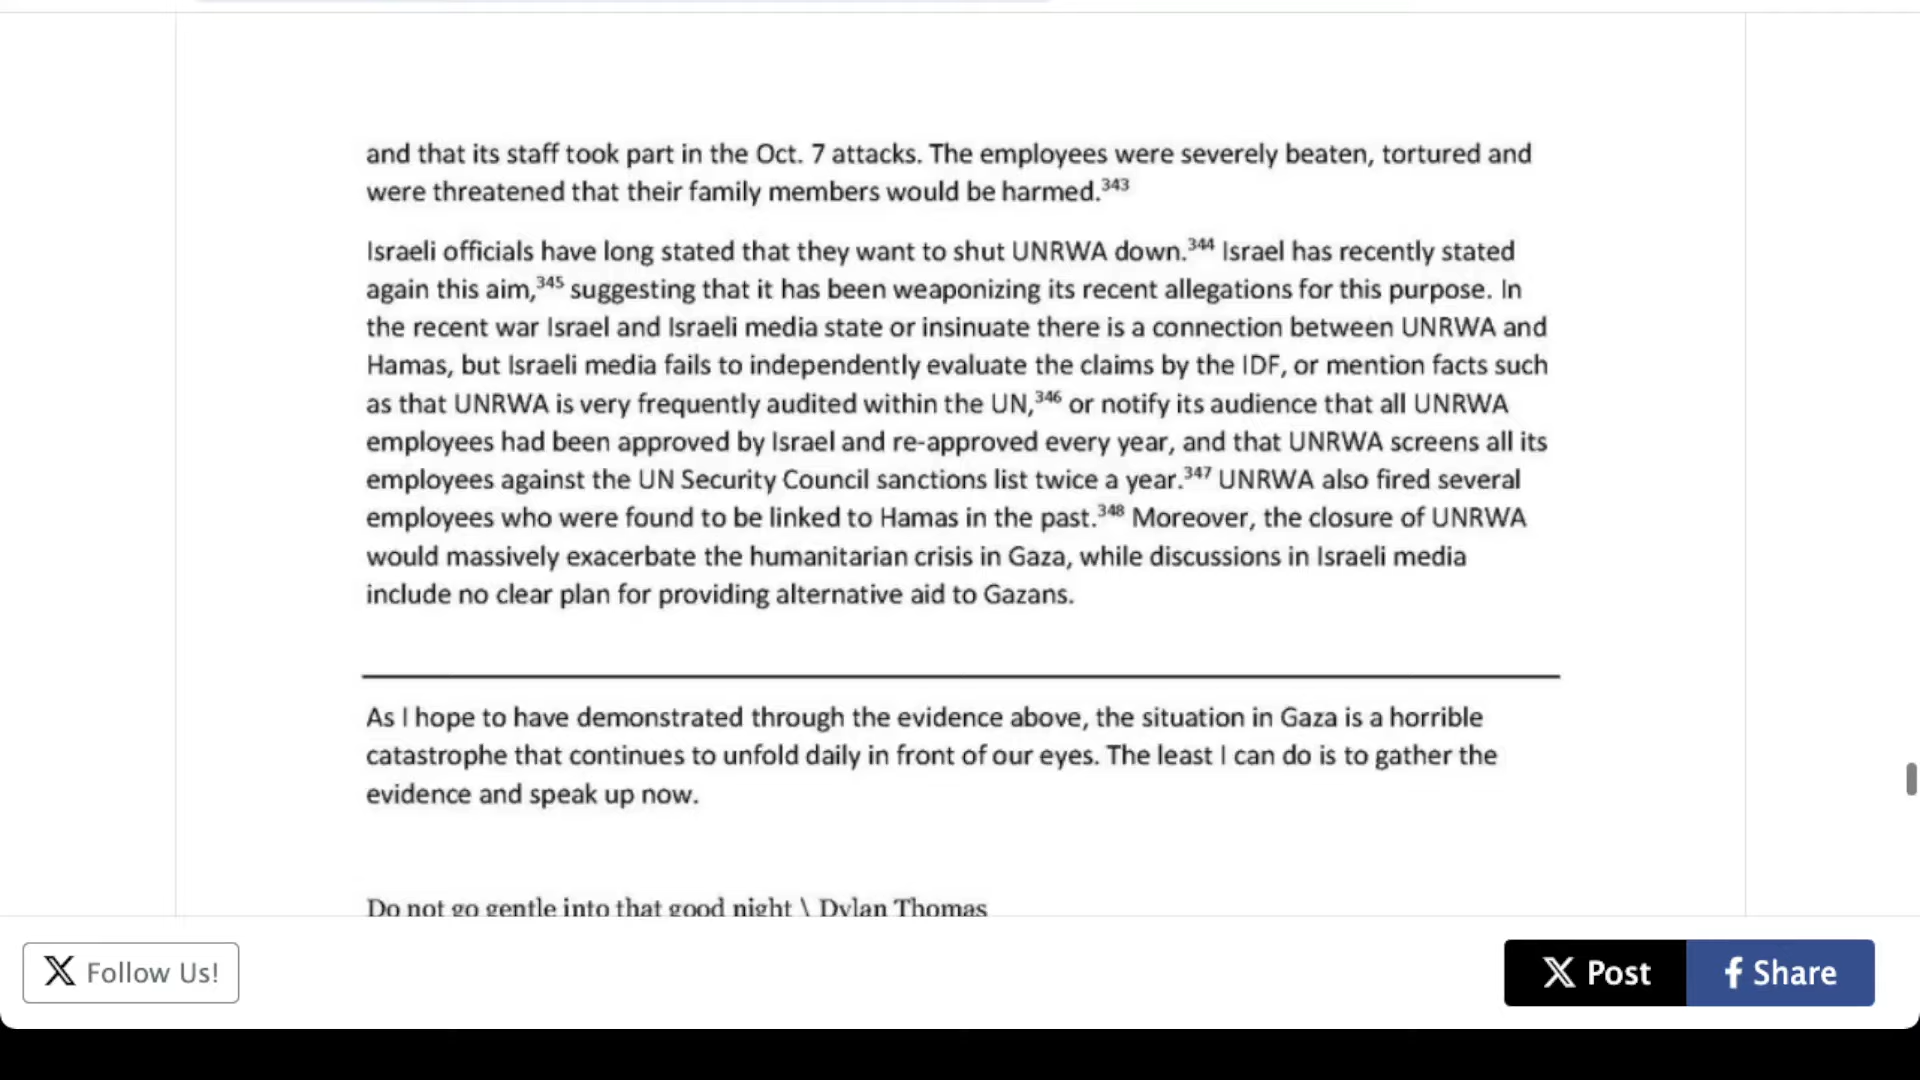 and that its staff took part in the Oct. 7 attacks. The employees were severely beaten, tortured and
were threatened that their family members would be harmed.343
Israeli officials have long stated that they want to shut UNRWA down.344 Israel has recently stated
again this aim,345 suggesting that it has been weaponizing its recent allegations for this purpose. In
the recent war Israel and Israeli media state or insinuate there is a connection between UNRWA and
Hamas, but Israeli media fails to independently evaluate the claims by the IDF, or mention facts such
as that UNRWA is very frequently audited within the UN,346 or notify its audience that all UNRWA
employees had been approved by Israel and re-approved every year, and that UNRWA screens all its
employees against the UN Security Council sanctions list twice a year.347 UNRWA also fired several
employees who were found to be linked to Hamas in the past.348 Moreover, the closure of UNRWA
would massively exacerbate the humanitarian crisis in Gaza, while discussions in Israeli media
include no clear plan for providing alternative aid to Gazans.
As I hope to have demonstrated through the evidence above, the situation in Gaza is a horrible
catastrophe that continues to unfold daily in front of our eyes. The least I can do is to gather the
evidence and speak up now.
Do not go gentle into that good night \ Dylan Thomas
X Follow Us!
X Post
f Share